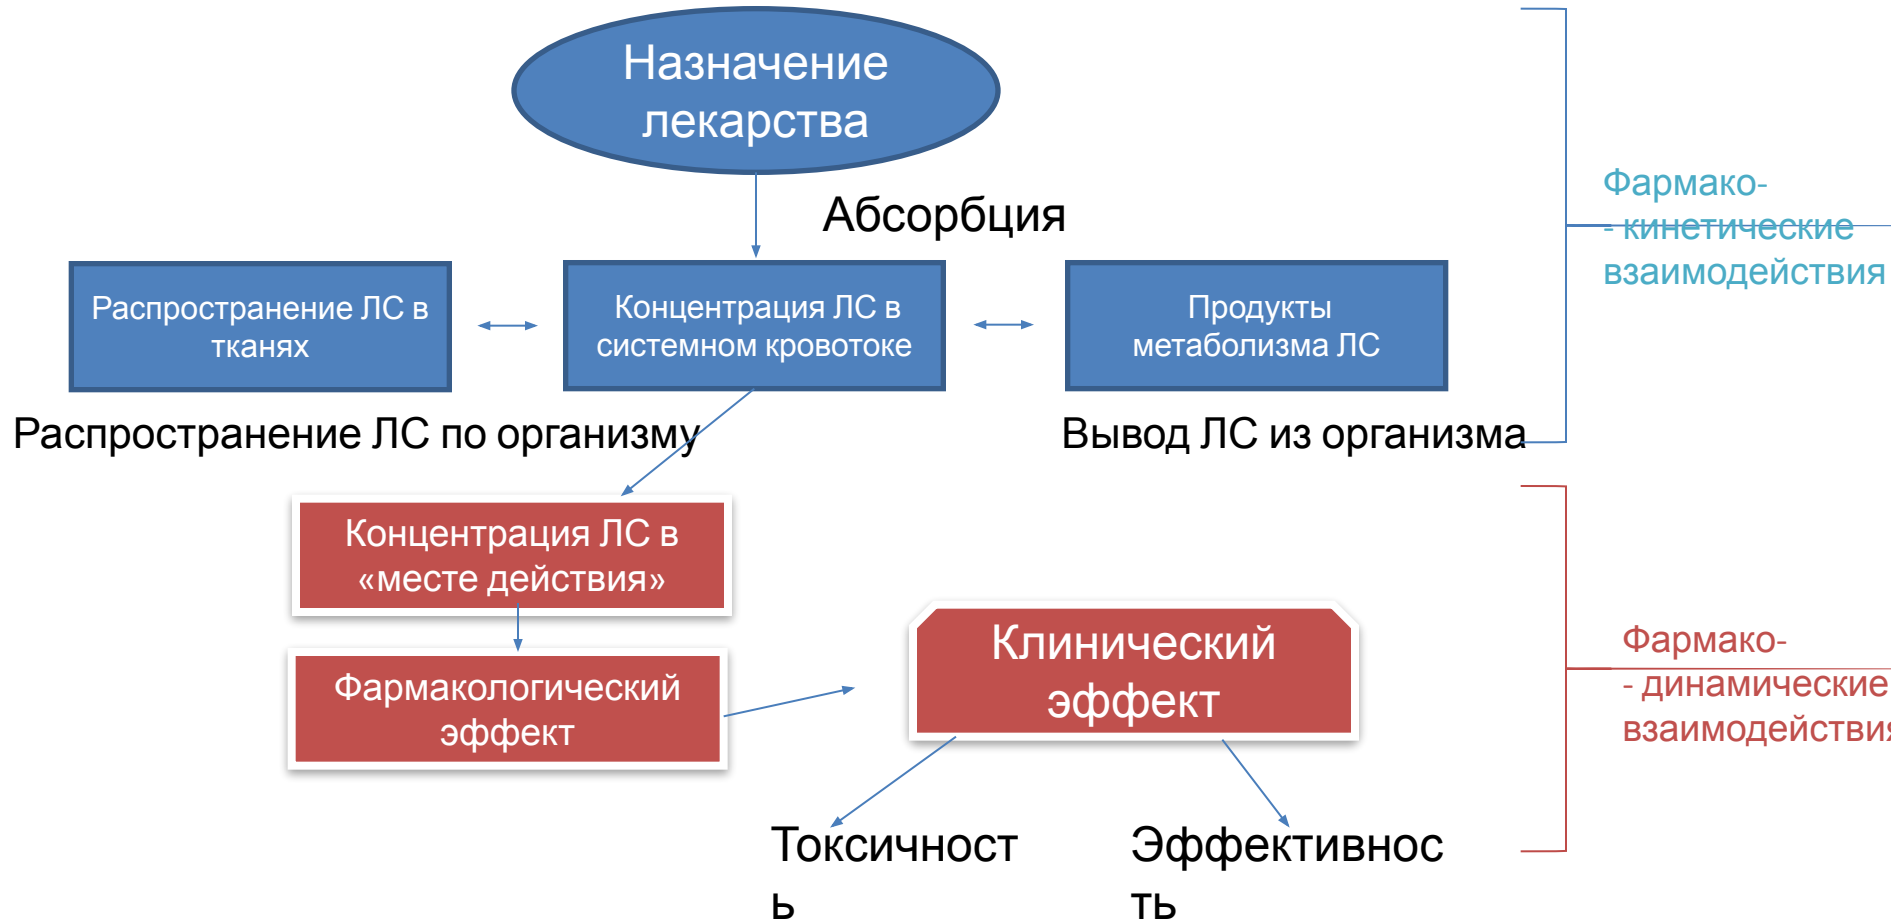 Назначение
лекарства
Абсорбция
Фармако-
- кинетические
взаимодействия
Распространение ЛС в
тканях
Концентрация ЛС в
системном кровотоке
Продукты
метаболизма ЛС
Распространение ЛС по организму
Вывод ЛС из организма
Концентрация ЛС в
«месте действия»
Фармакологический
эффект
Клинический
эффект
Фармако-
- динамические
взаимодействия
Токсичност
ь
Эффективнос
ть